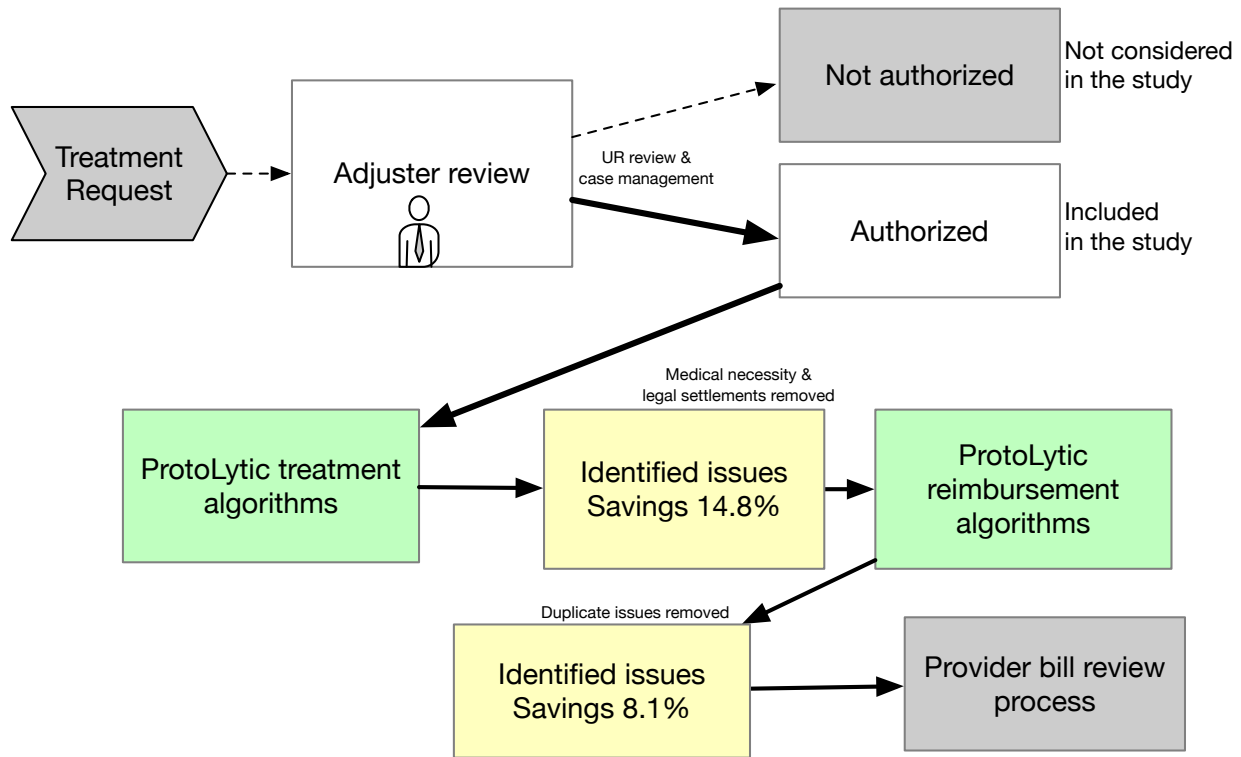 Treatment
Request
Adjuster review
UR review &
case management
Not authorized
Not considered
in the study
Authorized
Included
in the study
ProtoLytic treatment
algorithms
Medical necessity &
legal settlements removed
Identified issues
Savings 14.8%
ProtoLytic
reimbursement
algorithms
Duplicate issues removed
Identified issues
Savings 8.1%
Provider bill review
process